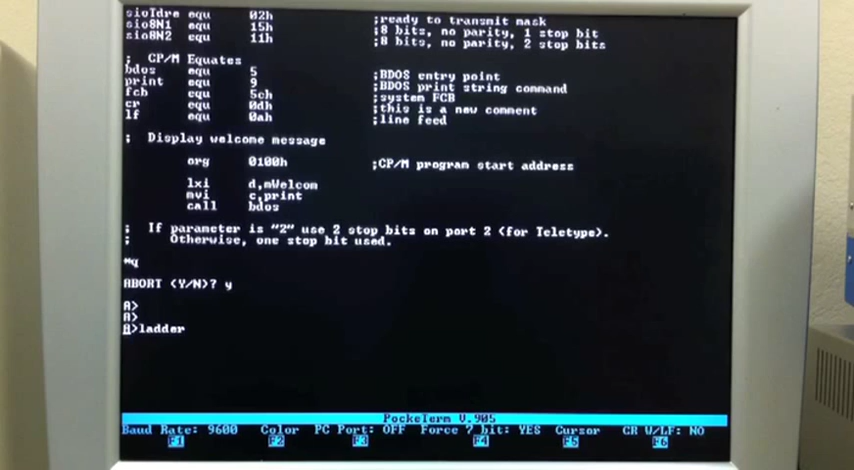 sioTdre equ 02h ;ready to transmit mask
sio8N1 equ 15h ;8 bits, no parity, 1 stop bit
sio8N2 equ 11h ;8 bits, no parity, 2 stop bits
; CP/M Equates
bdos equ 5 ;BDOS entry point
print equ 9 ;BDOS print string command
fcb equ 5ch ;system FCB
cr equ 0dh ;this is a new comment
lf equ 0ah ;line feed
; Display welcome message
org 0100h ;CP/M program start address
lxi d,mWelcom
mvi c,print
call bdos
; If parameter is "2" use 2 stop bits on port 2 (for Teletype).
; Otherwise, one stop bit used.
*q
ABORT (Y/N)? y
A>
A>
A>ladder
PockeTerm V.905
Baud Rate: 9600 Color PC Port: OFF Force 7 bit: YES Cursor CR W/LF: NO
F1 F2 F3 F4 F5 F6